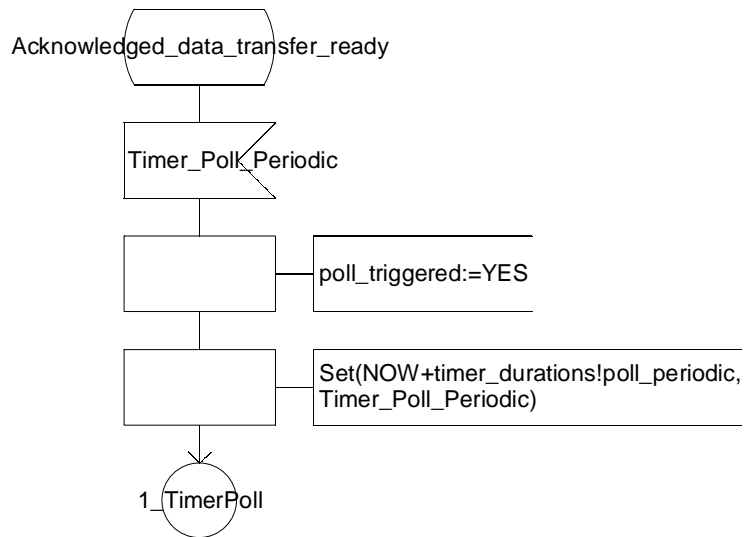 Acknowledged_data_transfer_ready
Timer_Poll_Periodic
poll_triggered:=YES
Set(NOW+timer_durations!poll_periodic,
Timer_Poll_Periodic)
1_TimerPoll